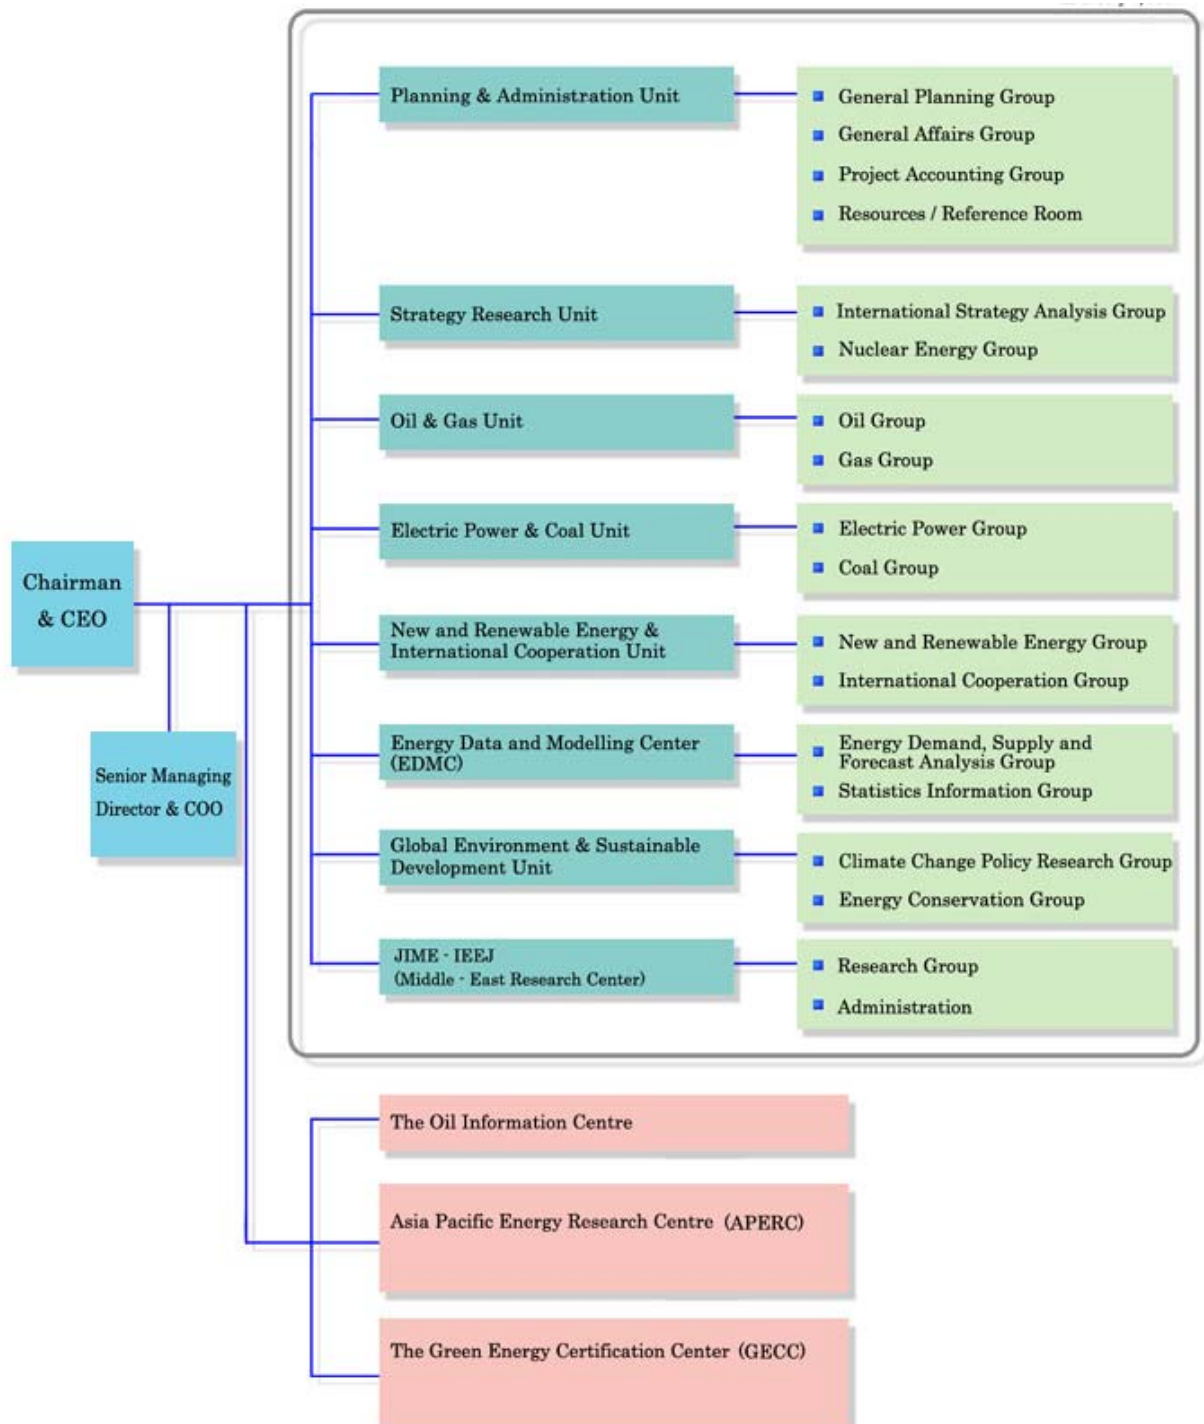 Chairman
& CEO
Senior Managing
Director & COO
Planning & Administration Unit
General Planning Group
General Affairs Group
Project Accounting Group
Resources / Reference Room
Strategy Research Unit
International Strategy Analysis Group
Nuclear Energy Group
Oil & Gas Unit
Oil Group
Gas Group
Electric Power & Coal Unit
Electric Power Group
Coal Group
New and Renewable Energy &
International Cooperation Unit
New and Renewable Energy Group
International Cooperation Group
Energy Data and Modelling Center
(EDMC)
Energy Demand, Supply and
Forecast Analysis Group
Statistics Information Group
Global Environment & Sustainable
Development Unit
Climate Change Policy Research Group
Energy Conservation Group
JIME - IEEJ
(Middle - East Research Center)
Research Group
Administration
The Oil Information Centre
Asia Pacific Energy Research Centre (APERC)
The Green Energy Certification Center (GECC)